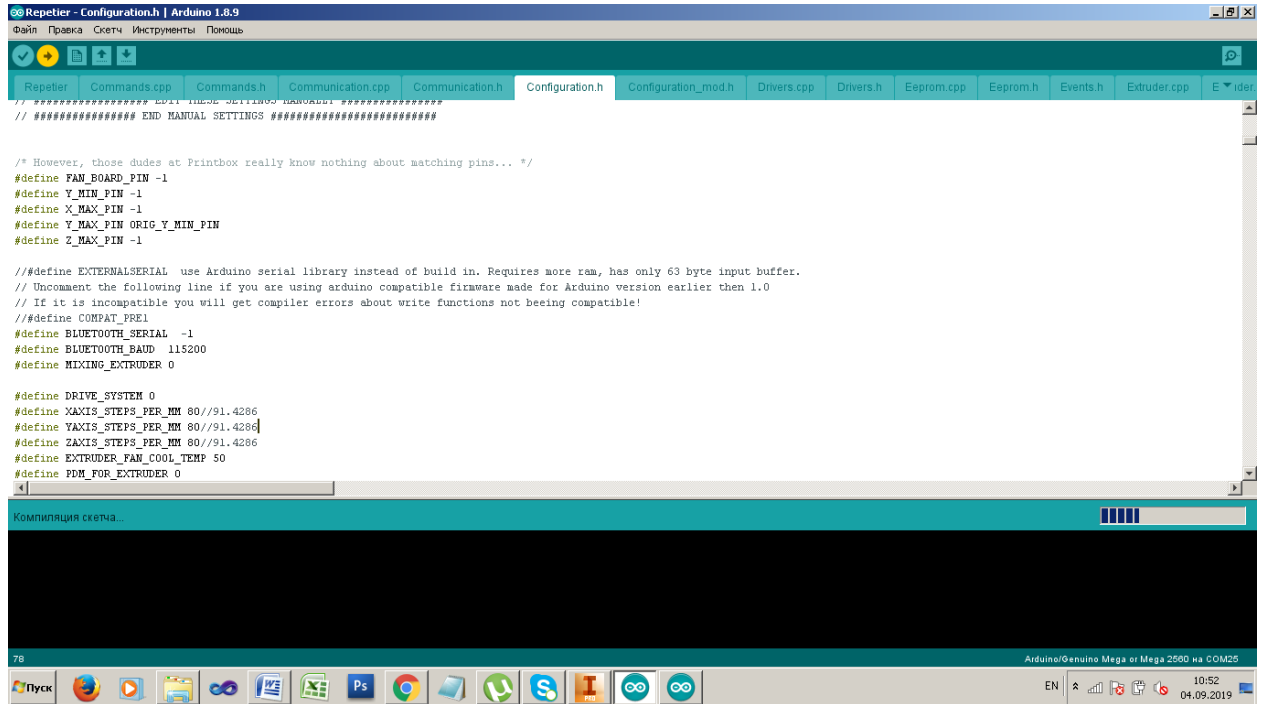 Repetier - Configuration.h | Arduino 1.8.9
Файл Правка Скетч Инструменты Помощь
Repetier Commands.cpp Commands.h Communication.cpp Communication.h Configuration.h Configuration_mod.h Drivers.cpp Drivers.h Eeprom.cpp Eeprom.h Events.h Extruder.cpp
// ################## EDIT THESE SETTINGS MANUALLY ################
// ################ END MANUAL SETTINGS ##########################
/* However, those dudes at Printbox really know nothing about matching pins... */
#define FAN_BOARD_PIN -1
#define Y_MIN_PIN -1
#define X_MAX_PIN -1
#define Y_MAX_PIN ORIG_Y_MIN_PIN
#define Z_MAX_PIN -1
//#define EXTERNALSERIAL  use Arduino serial library instead of build in. Requires more ram, has only 63 byte input buffer.
// Uncomment the following line if you are using arduino compatible firmware made for Arduino version earlier then 1.0
// If it is incompatible you will get compiler errors about write functions not beeing compatible!
//#define COMPAT_PRE1
#define BLUETOOTH_SERIAL  -1
#define BLUETOOTH_BAUD  115200
#define MIXING_EXTRUDER 0
#define DRIVE_SYSTEM 0
#define XAXIS_STEPS_PER_MM 80//91.4286
#define YAXIS_STEPS_PER_MM 80//91.4286
#define ZAXIS_STEPS_PER_MM 80//91.4286
#define EXTRUDER_FAN_COOL_TEMP 50
#define PDM_FOR_EXTRUDER 0
Компиляция скетча...
78 Arduino/Genuino Mega or Mega 2560 на COM25
Пуск Ps EN 10:52
04.09.2019